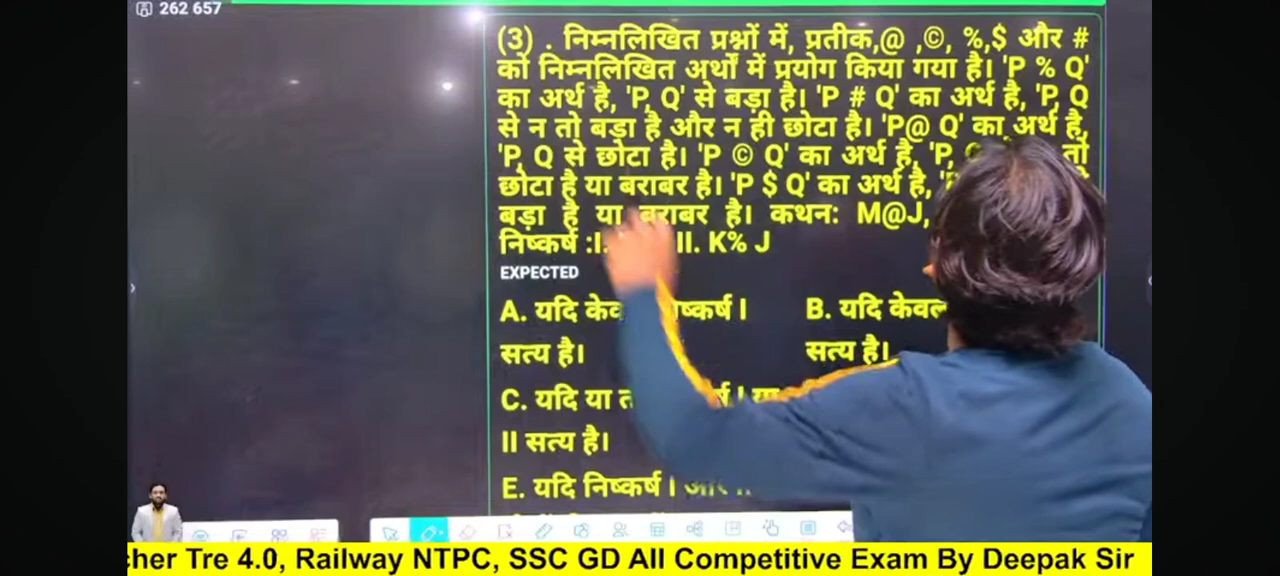 262 657
(3) . निम्नलिखित प्रश्नों में, प्रतीक,@ ,©, %,$ और #
को निम्नलिखित अर्थों में प्रयोग किया गया है। 'P % Q'
का अर्थ है, 'P, Q' से बड़ा है। 'P # Q' का अर्थ है, 'P, Q
से न तो बड़ा है और न ही छोटा है। 'P@ Q' का अर्थ है,
'P, Q से छोटा है। 'P © Q' का अर्थ है, 'P, तो
छोटा है या बराबर है। 'P $ Q' का अर्थ है,
बड़ा है या बराबर है। कथन: M@J,
निष्कर्ष :I. II. K% J
EXPECTED
A. यदि निष्कर्ष I B. यदि केवल
सत्य है। सत्य है।
C. यदि या I या
II सत्य है।
E. यदि निष्कर्ष I और
Tre 4.0, Railway NTPC, SSC GD All Competitive Exam By Deepak Sir